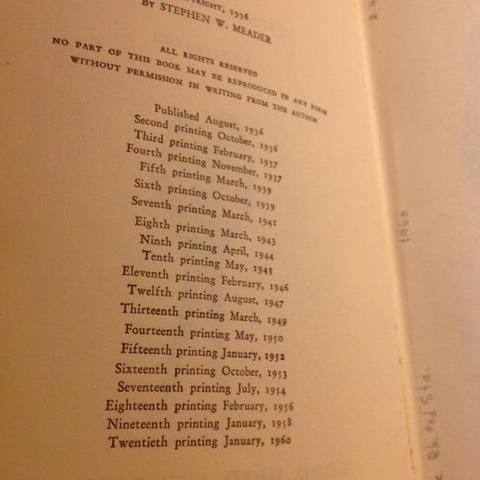 1936
BY STEPHEN W. MEADER
ALL RIGHTS RESERVED
NO PART OF THIS BOOK MAY BE REPRODUCED IN ANY FORM
WITHOUT PERMISSION IN WRITING FROM THE AUTHOR
Published August, 1936
Second printing October, 1936
Third printing February, 1937
Fourth printing November, 1937
Fifth printing March, 1939
Sixth printing October, 1939
Seventh printing March, 1941
Eighth printing March, 1943
Ninth printing April, 1944
Tenth printing May, 1945
Eleventh printing February, 1946
Twelfth printing August, 1947
Thirteenth printing March, 1949
Fourteenth printing May, 1950
Fifteenth printing January, 1952
Sixteenth printing October, 1953
Seventeenth printing July, 1954
Eighteenth printing February, 1956
Nineteenth printing January, 1958
Twentieth printing January, 1960
1960